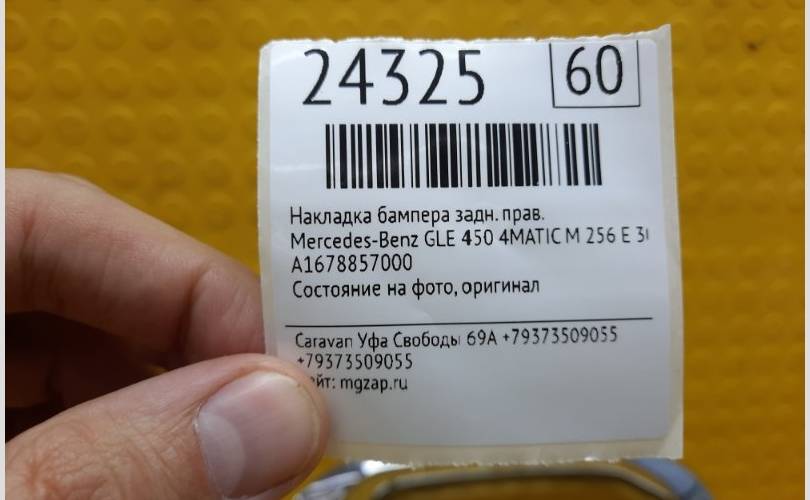 24325 60
Накладка бампера задн. прав.
Mercedes-Benz GLE 450 4MATIC M 256 E
A1678857000
Состояние на фото, оригинал
Caravan Уфа Свободы 69А +79373509055
+79373509055
mgzap.ru